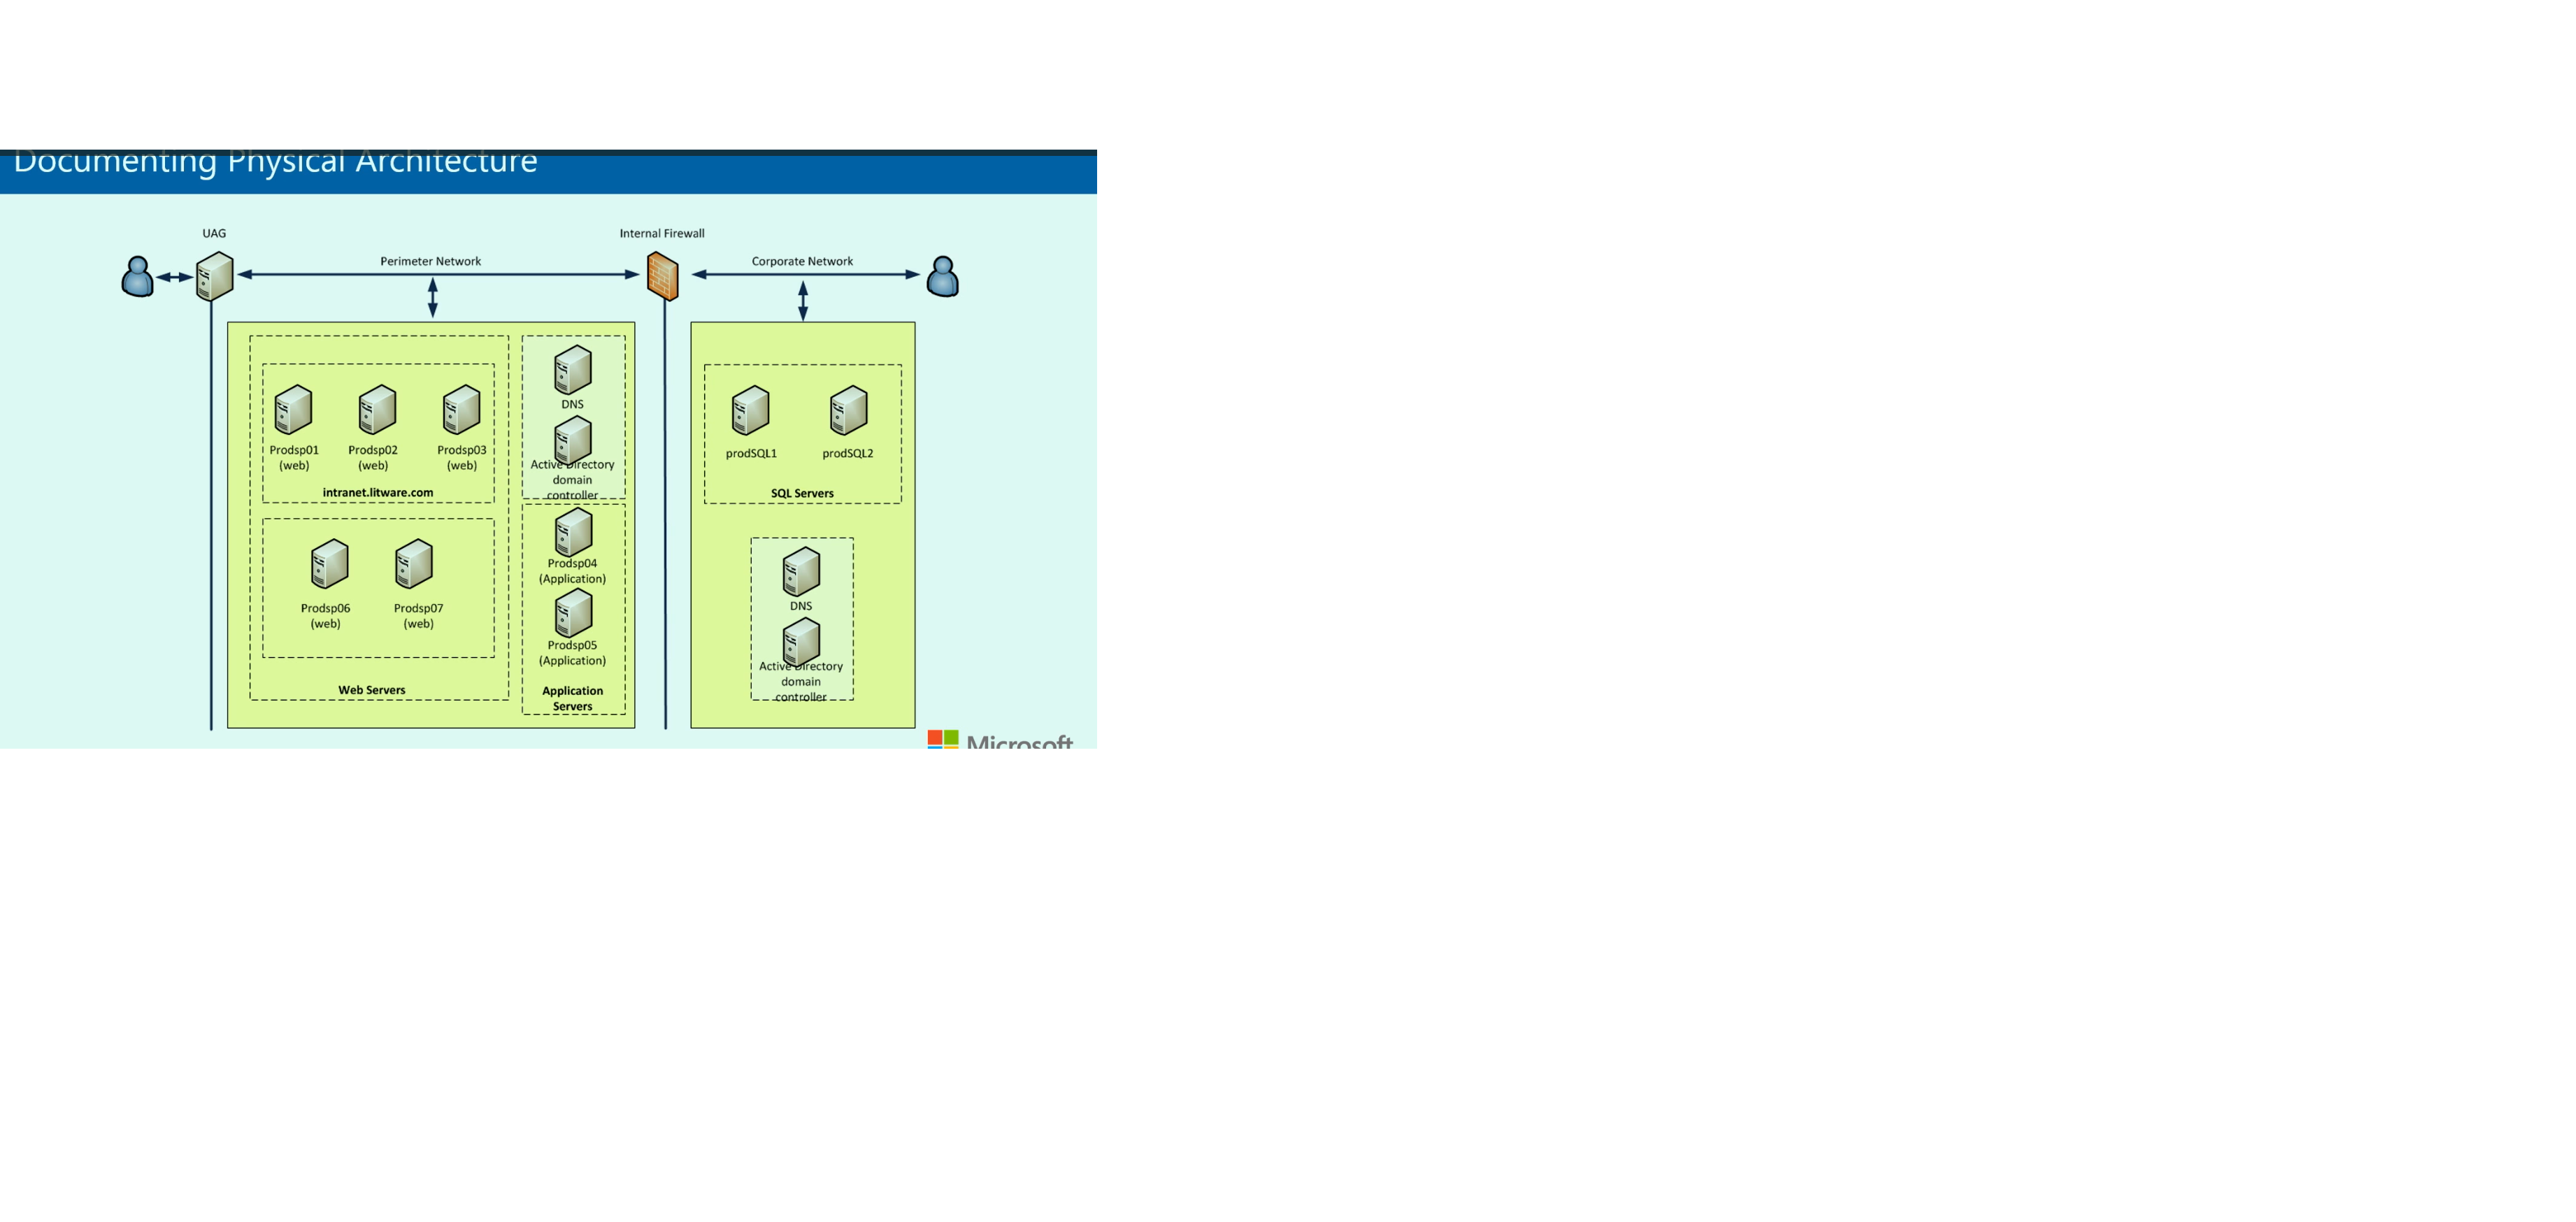 Documenting Physical Architecture
UAG
Internal Firewall
Perimeter Network
Corporate Network
Prodsp01
(web)
Prodsp02
(web)
Prodsp03
(web)
intranet.litware.com
Prodsp06
(web)
Prodsp07
(web)
Web Servers
DNS
Active Directory
domain
controller
Prodsp04
(Application)
Prodsp05
(Application)
Application
Servers
prodSQL1
prodSQL2
SQL Servers
DNS
Active Directory
domain
controller
Microsoft